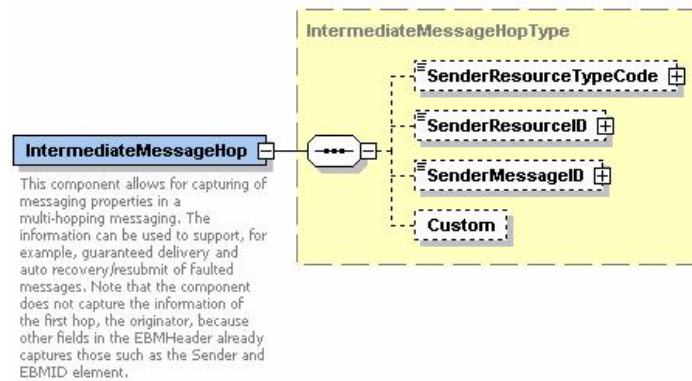 IntermediateMessageHopType
SenderResourceTypeCode
SenderResourceID
SenderMessageID
Custom
IntermediateMessageHop
This component allows for capturing of
messaging properties in a
multi-hopping messaging. The
information can be used to support, for
example, guaranteed delivery and
auto recovery/resubmit of faulted
messages. Note that the component
does not capture the information of
the first hop, the originator, because
other fields in the EBMHeader already
captures those such as the Sender and
EBMID element.